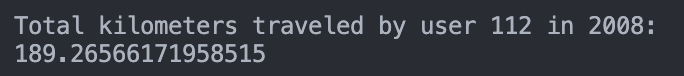 Total kilometers traveled by user 112 in 2008:
189.26566171958515